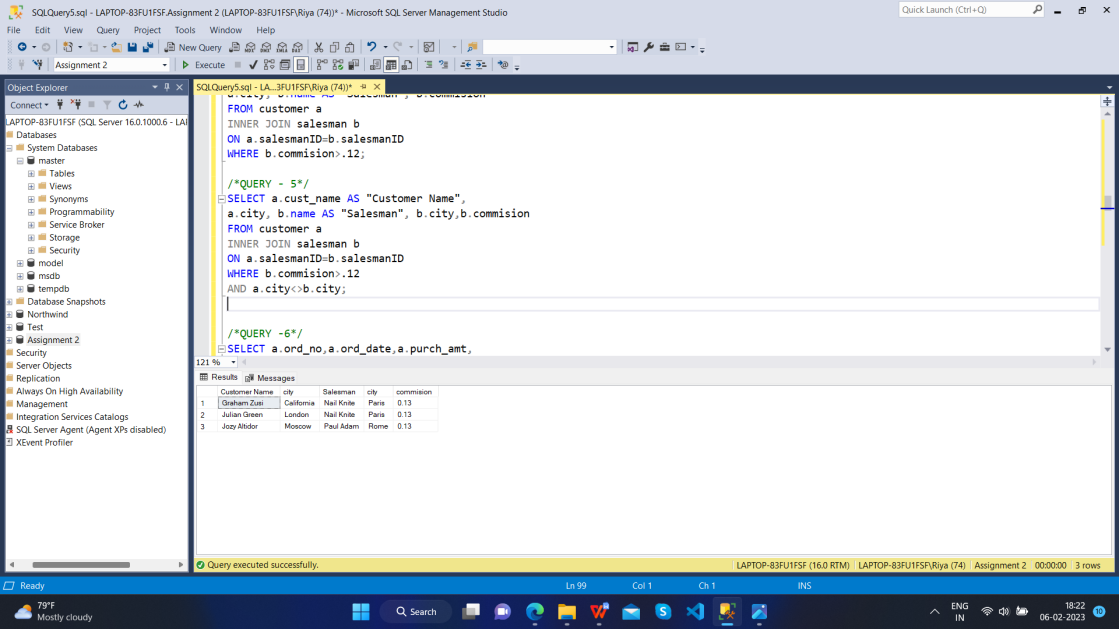 SQLQuery5.sql - LAPTOP-83FU1FSF.Assignment 2 (LAPTOP-83FU1FSF\Riya (74))* - Microsoft SQL Server Management Studio
Quick Launch (Ctrl+Q)
File Edit View Query Project Tools Window Help
New Query
Assignment 2
Execute
Object Explorer
Connect
LAPTOP-83FU1FSF (SQL Server 16.0.1000.6 - LAI
Databases
System Databases
master
Tables
Views
Synonyms
Programmability
Service Broker
Storage
Security
model
msdb
tempdb
Database Snapshots
Northwind
Test
Assignment 2
Security
Server Objects
Replication
Always On High Availability
Management
Integration Services Catalogs
SQL Server Agent (Agent XPs disabled)
XEvent Profiler
SQLQuery5.sql - LA...3FU1FSF\Riya (74))*
a.city, b.name AS "Salesman", b.commision
FROM customer a
INNER JOIN salesman b
ON a.salesmanID=b.salesmanID
WHERE b.commision>.12;
/*QUERY - 5*/
SELECT a.cust_name AS "Customer Name",
a.city, b.name AS "Salesman", b.city,b.commision
FROM customer a
INNER JOIN salesman b
ON a.salesmanID=b.salesmanID
WHERE b.commision>.12
AND a.city<>b.city;
/*QUERY -6*/
SELECT a.ord_no,a.ord_date,a.purch_amt,
121 %
Results Messages
Customer Name city Salesman city commision
1 Graham Zusi California Nail Knite Paris 0.13
2 Julian Green London Nail Knite Paris 0.13
3 Jozy Altidor Moscow Paul Adam Rome 0.13
Query executed successfully.
LAPTOP-83FU1FSF (16.0 RTM) LAPTOP-83FU1FSF\Riya (74) Assignment 2 00:00:00 3 rows
Ready Ln 99 Col 1 Ch 1 INS
79°F
Mostly cloudy
Search
ENG
IN
18:22
06-02-2023
10